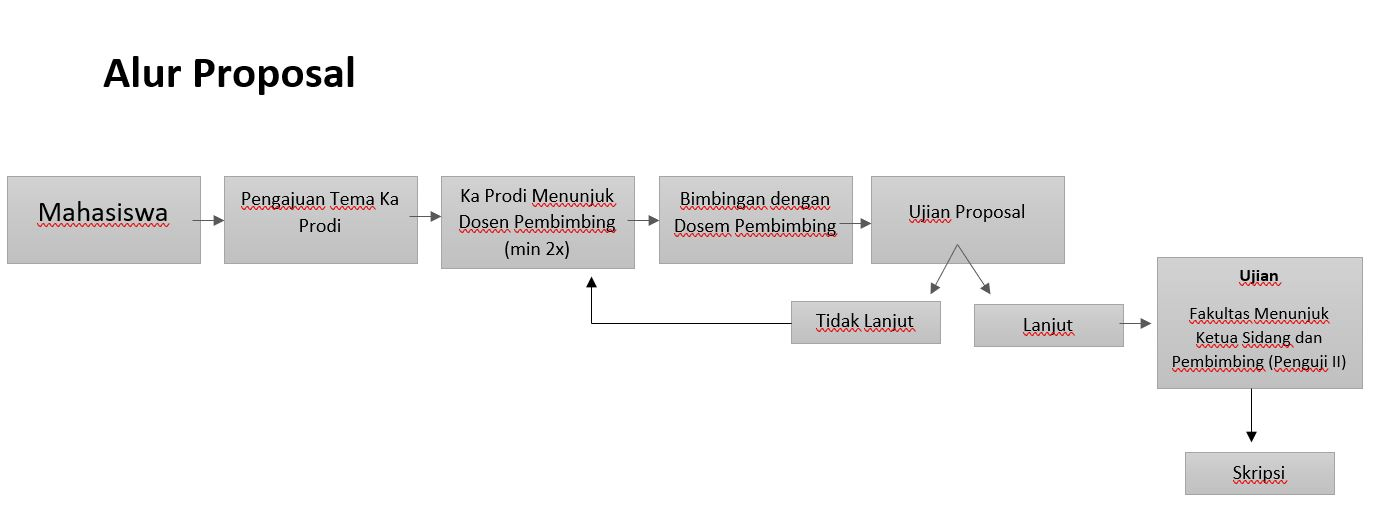 Alur Proposal
Mahasiswa
Pengajuan Tema Ka
Prodi
Ka Prodi Menunjuk
Dosen Pembimbing
(min 2x)
Bimbingan dengan
Dosem Pembimbing
Ujian Proposal
Tidak Lanjut
Lanjut
Ujian
Fakultas Menunjuk
Ketua Sidang dan
Pembimbing (Penguji II)
Skripsi